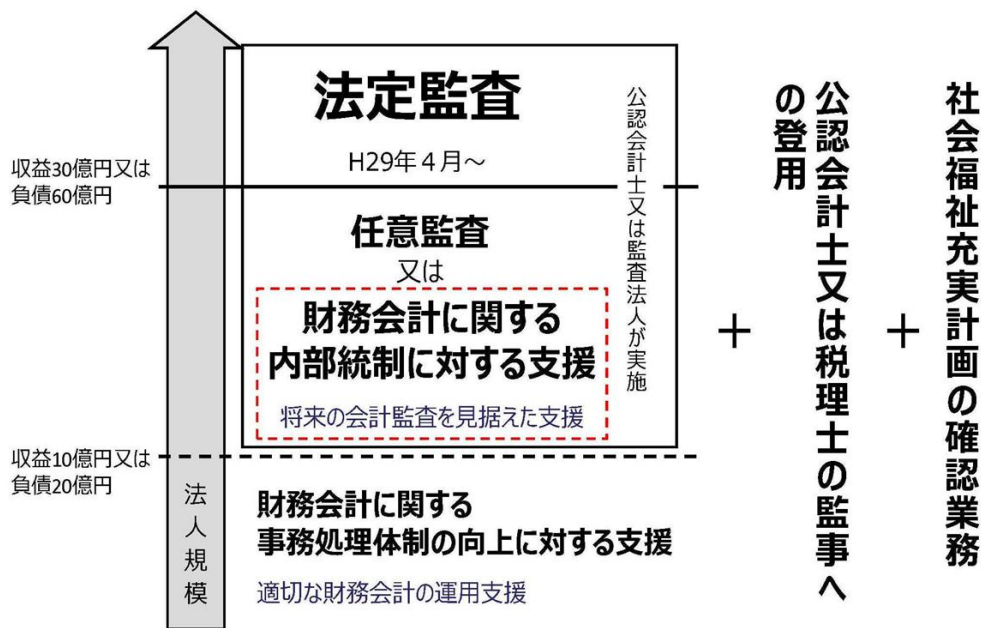 法定監査
H29年4月～
収益30億円又は
負債60億円
任意監査
又は
財務会計に関する
内部統制に対する支援
将来の会計監査を見据えた支援
公認会計士又は監査法人が実施
収益10億円又は
負債20億円
法人規模
財務会計に関する
事務処理体制の向上に対する支援
適切な財務会計の運用支援
＋
公認会計士又は税理士の監事へ
の登用
＋
社会福祉充実計画の確認業務